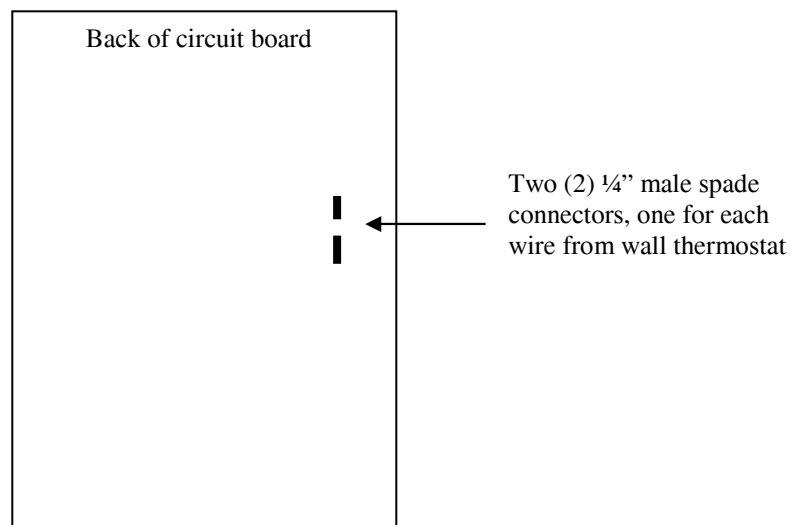 Back of circuit board
Two (2) ¼” male spade
connectors, one for each
wire from wall thermostat